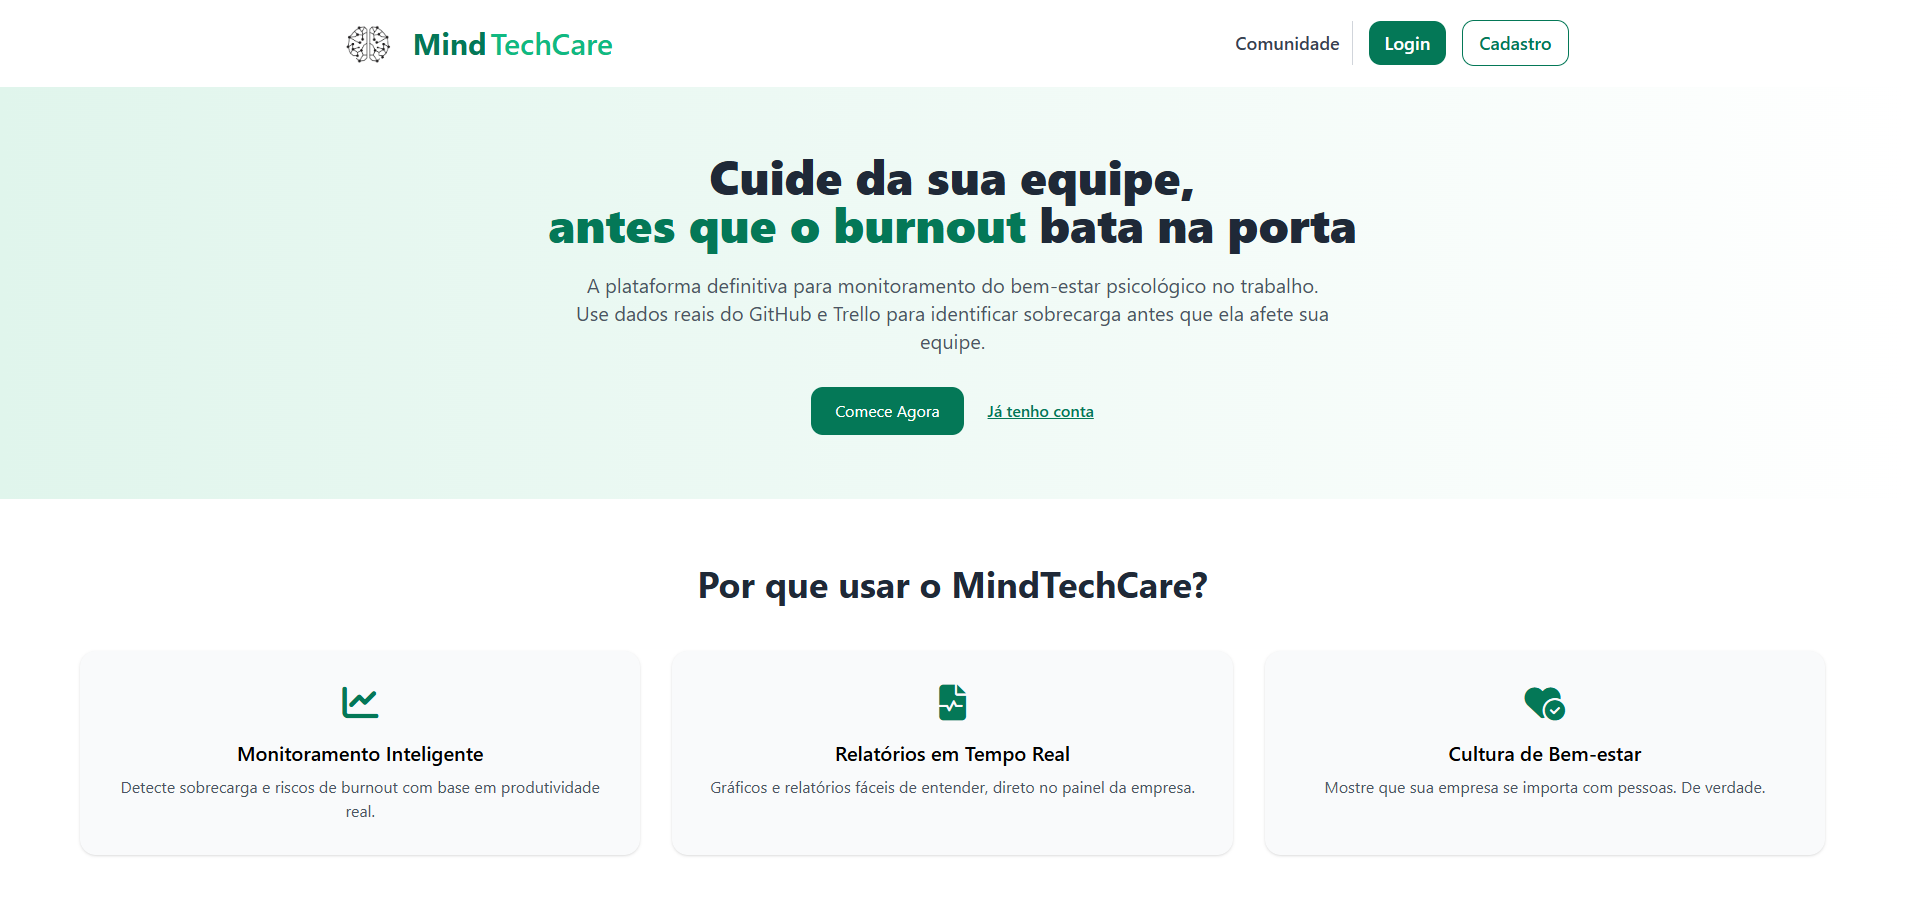 Mind TechCare
Comunidade
Login
Cadastro
Cuide da sua equipe,
antes que o burnout bata na porta
A plataforma definitiva para monitoramento do bem-estar psicológico no trabalho.
Use dados reais do GitHub e Trello para identificar sobrecarga antes que ela afete sua
equipe.
Comece Agora
Já tenho conta
Por que usar o MindTechCare?
Monitoramento Inteligente
Detecte sobrecarga e riscos de burnout com base em produtividade
real.
Relatórios em Tempo Real
Gráficos e relatórios fáceis de entender, direto no painel da empresa.
Cultura de Bem-estar
Mostre que sua empresa se importa com pessoas. De verdade.